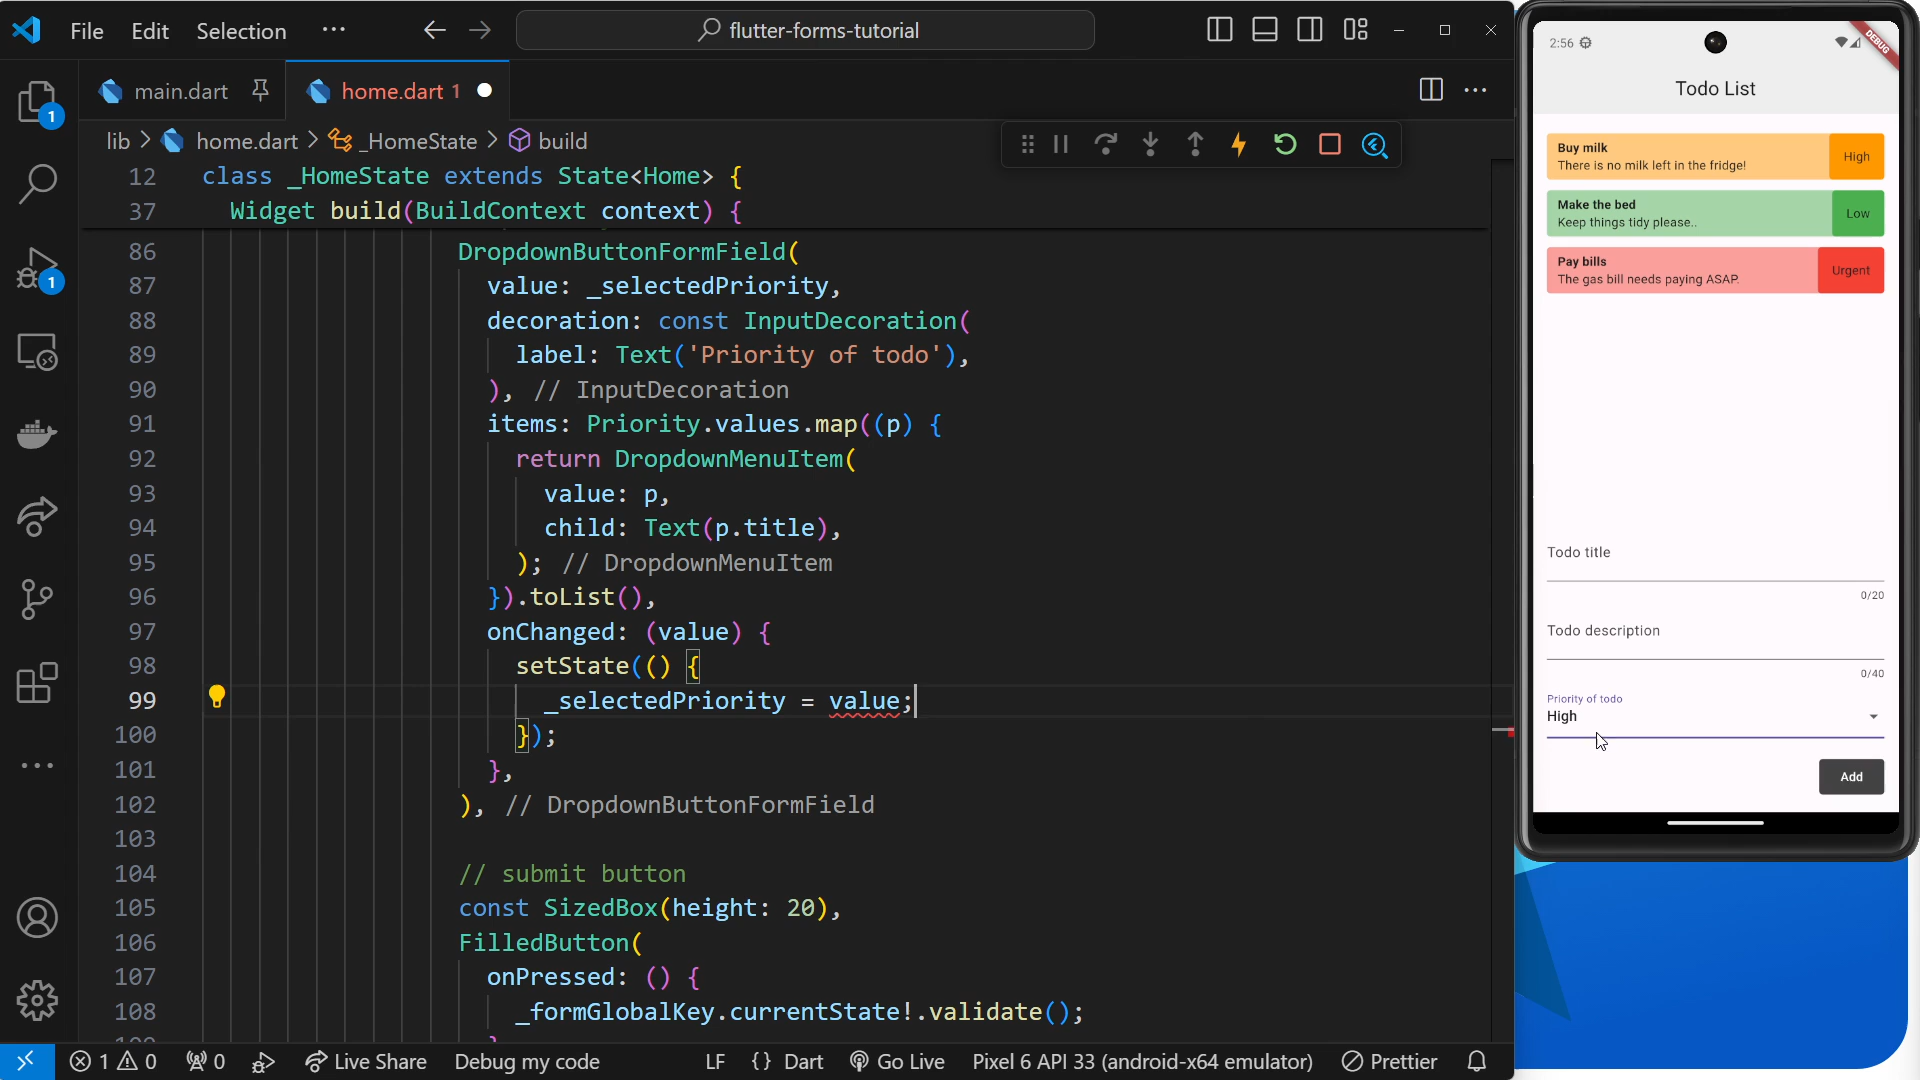 File Edit Selection ···
flutter-forms-tutorial
main.dart
home.dart 1
lib > home.dart > _HomeState > build
12 class _HomeState extends State<Home> {
37 Widget build(BuildContext context) {
86 DropdownButtonFormField(
87 value: _selectedPriority,
88 decoration: const InputDecoration(
89 label: Text('Priority of todo'),
90 ), // InputDecoration
91 items: Priority.values.map((p) {
92 return DropdownMenuItem(
93 value: p,
94 child: Text(p.title),
95 ); // DropdownMenuItem
96 }).toList(),
97 onChanged: (value) {
98 setState(() {
99 _selectedPriority = value;
100 });
101 },
102 ), // DropdownButtonFormField
103
104 // submit button
105 const SizedBox(height: 20),
106 FilledButton(
107 onPressed: () {
108 _formGlobalKey.currentState!.validate();
1
1
1 0 0 Live Share Debug my code LF {} Dart Go Live Pixel 6 API 33 (android-x64 emulator) Prettier
2:56
DEBUG
Todo List
Buy milk
There is no milk left in the fridge!
High
Make the bed
Keep things tidy please..
Low
Pay bills
The gas bill needs paying ASAP.
Urgent
Todo title
0/20
Todo description
0/40
Priority of todo
High
Add